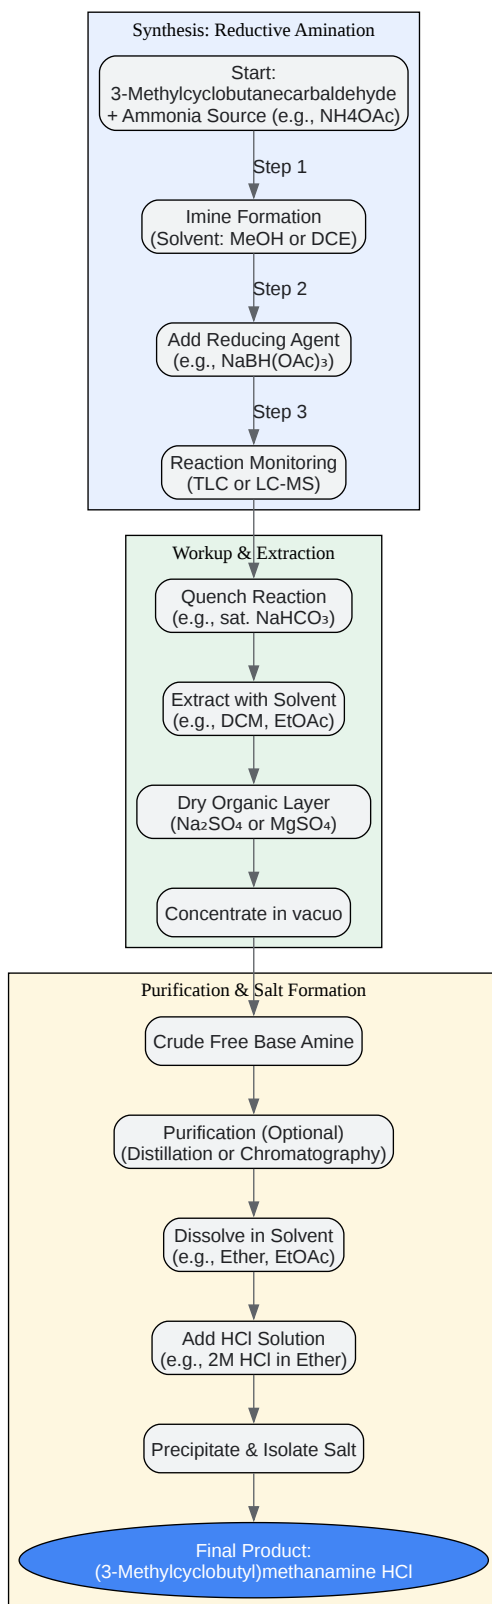 Synthesis: Reductive Amination
Start:
3-Methylcyclobutanecarbaldehyde
+ Ammonia Source (e.g., NH4OAc)
Step 1
Imine Formation
(Solvent: MeOH or DCE)
Step 2
Add Reducing Agent
(e.g., NaBH(OAc)₃)
Step 3
Reaction Monitoring
(TLC or LC-MS)
Workup & Extraction
Quench Reaction
(e.g., sat. NaHCO₃)
Extract with Solvent
(e.g., DCM, EtOAc)
Dry Organic Layer
(Na₂SO₄ or MgSO₄)
Concentrate in vacuo
Purification & Salt Formation
Crude Free Base Amine
Purification (Optional)
(Distillation or Chromatography)
Dissolve in Solvent
(e.g., Ether, EtOAc)
Add HCl Solution
(e.g., 2M HCl in Ether)
Precipitate & Isolate Salt
Final Product:
(3-Methylcyclobutyl)methanamine HCl